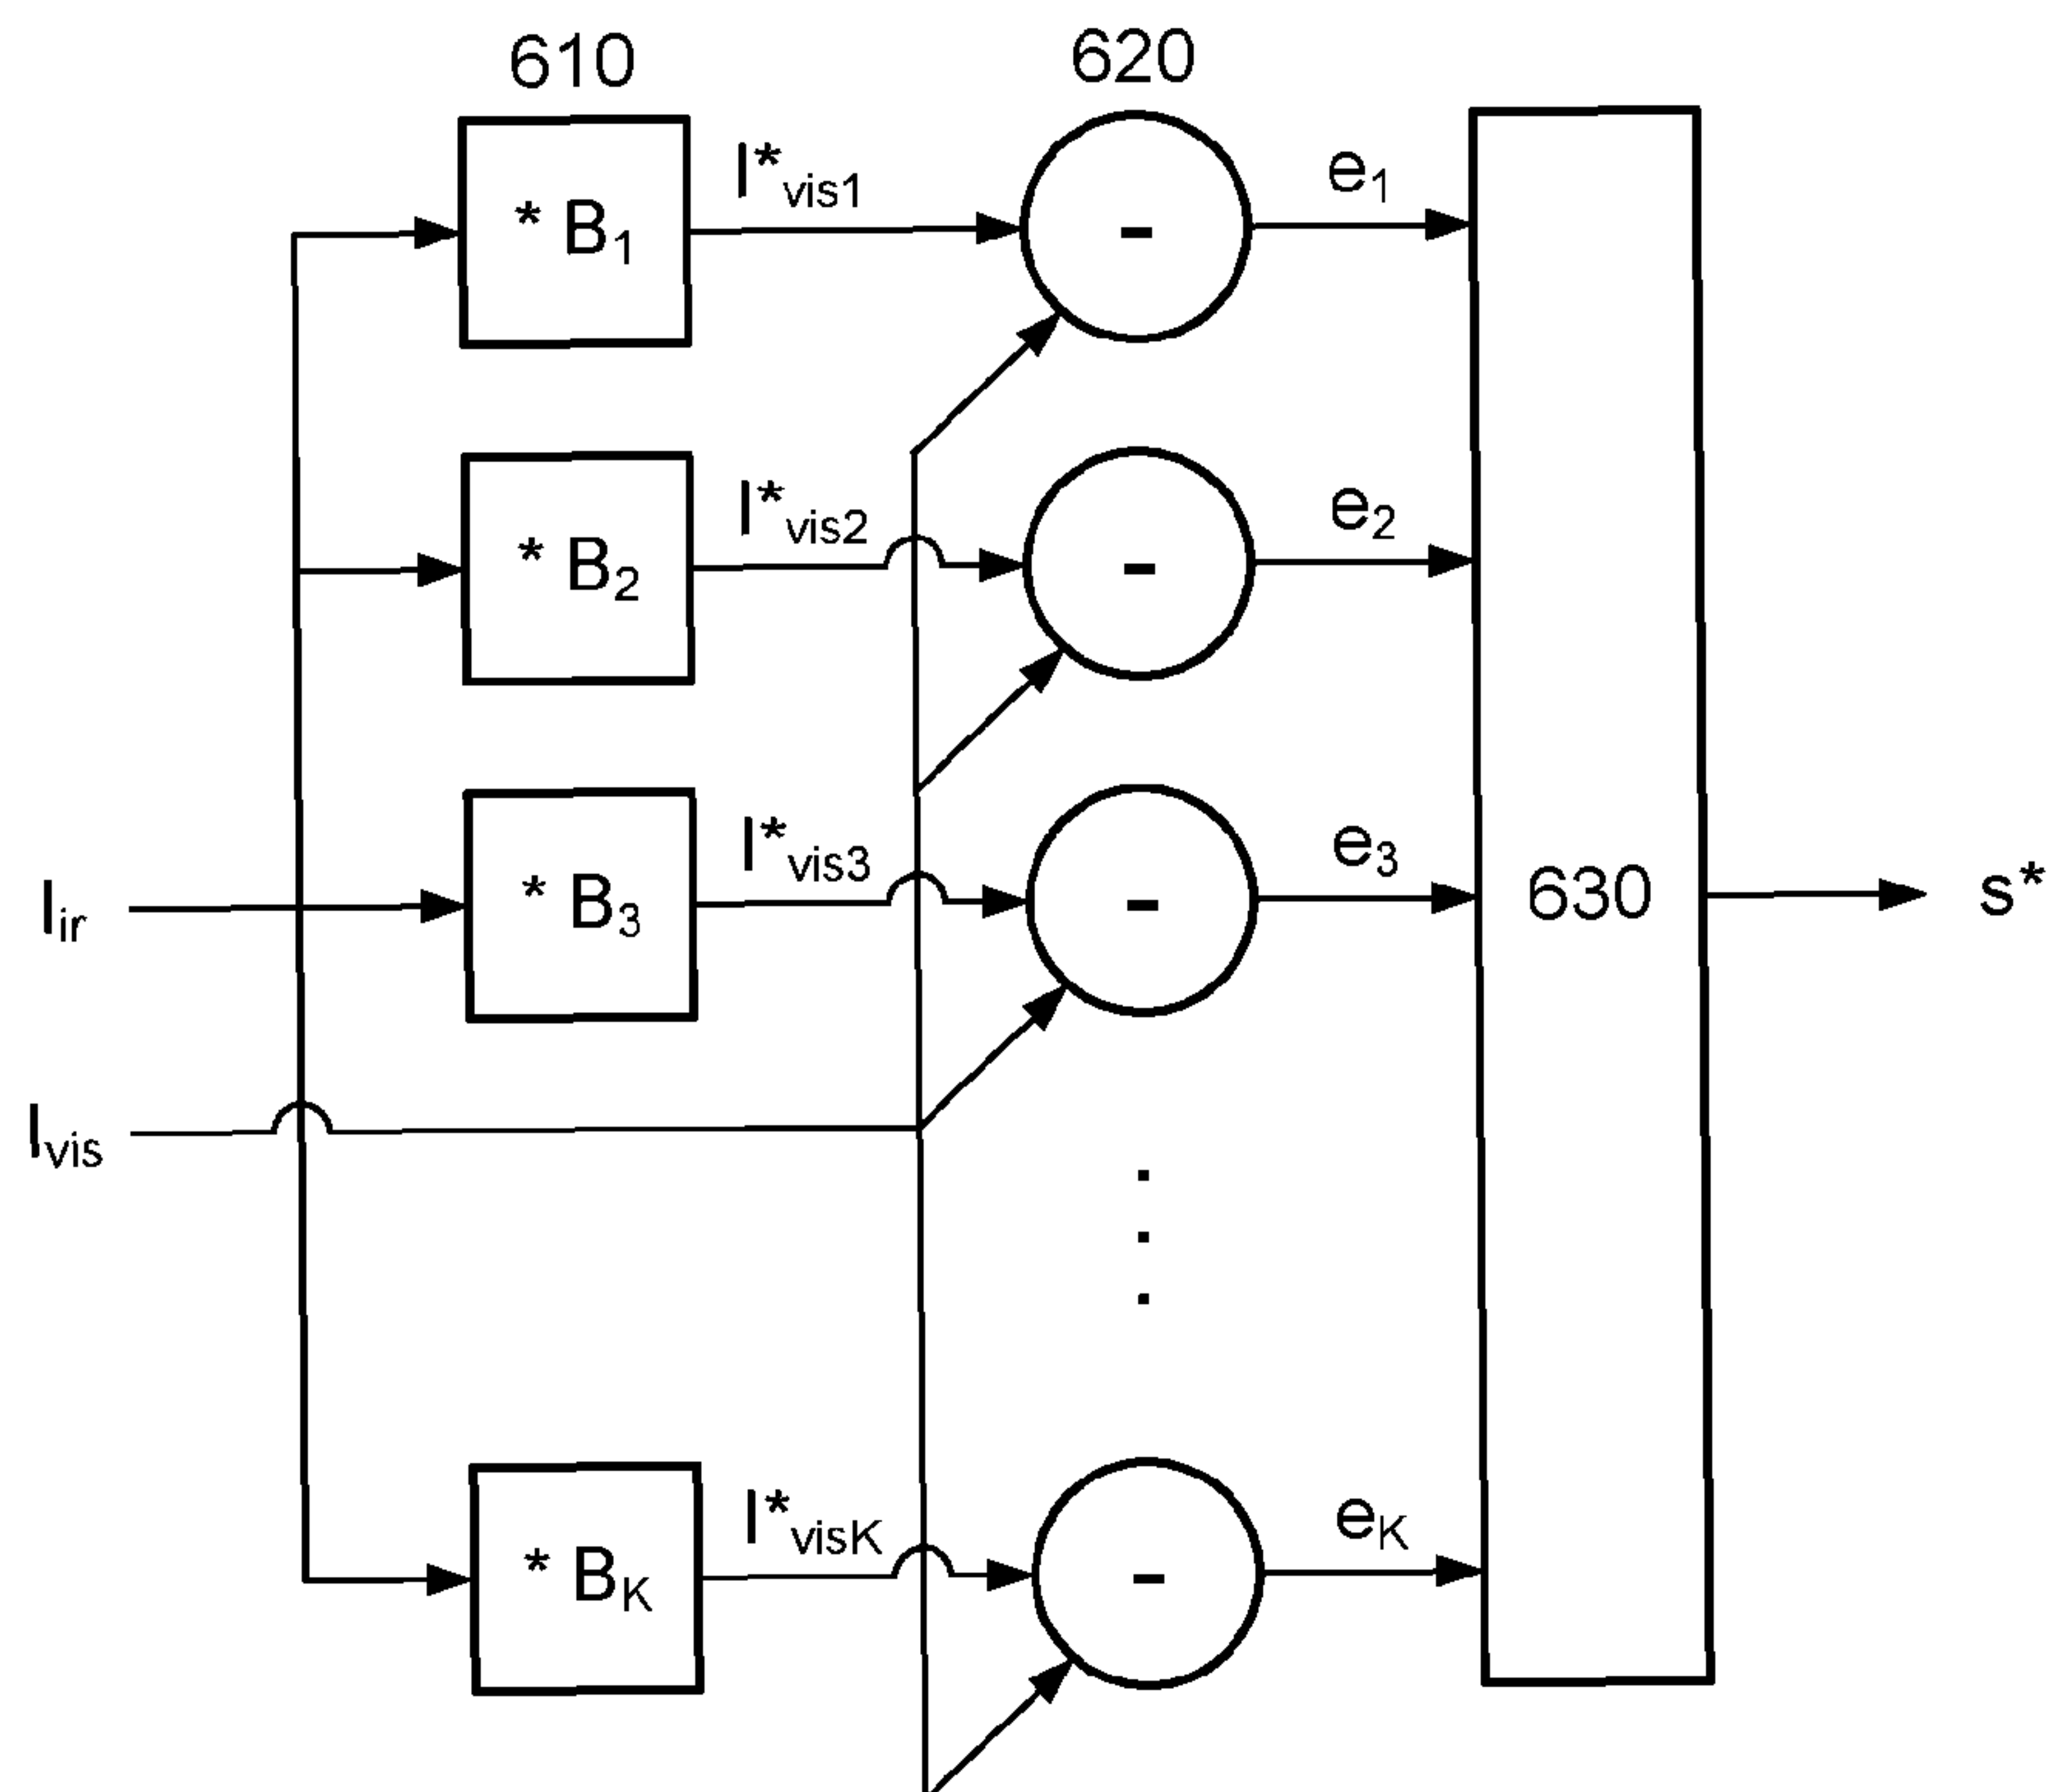 610 620
* B₁ I*vis1 - e₁
* B₂ I*vis2 - e₂
Iir * B₃ I*vis3 - e₃ 630 s*
Ivis
* BK I*visK - eK